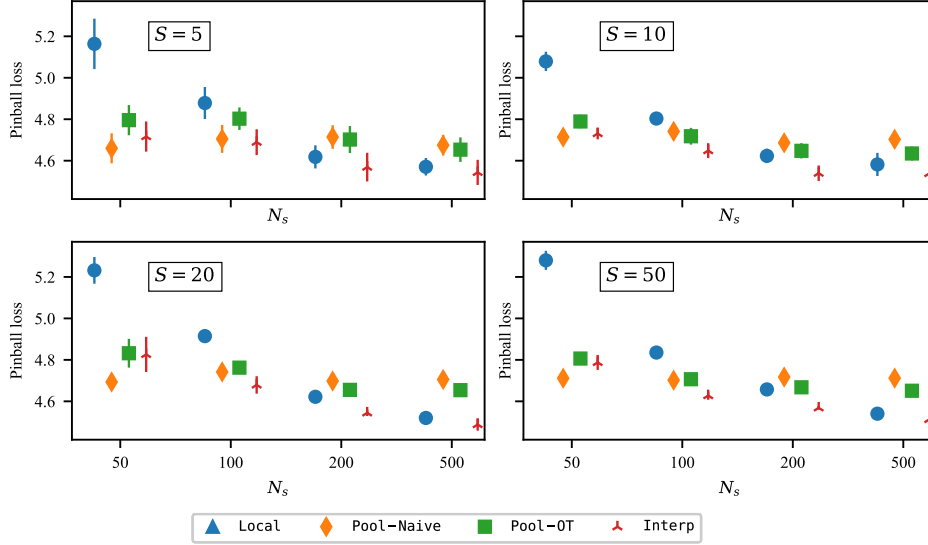 S = 5
S = 10
Pinball loss
5.2
5.0
4.8
4.6
Pinball loss
N_s
N_s
S = 20
S = 50
Pinball loss
5.2
5.0
4.8
4.6
Pinball loss
50
100
200
500
50
100
200
500
N_s
N_s
Local
Pool-Naive
Pool-OT
Interp